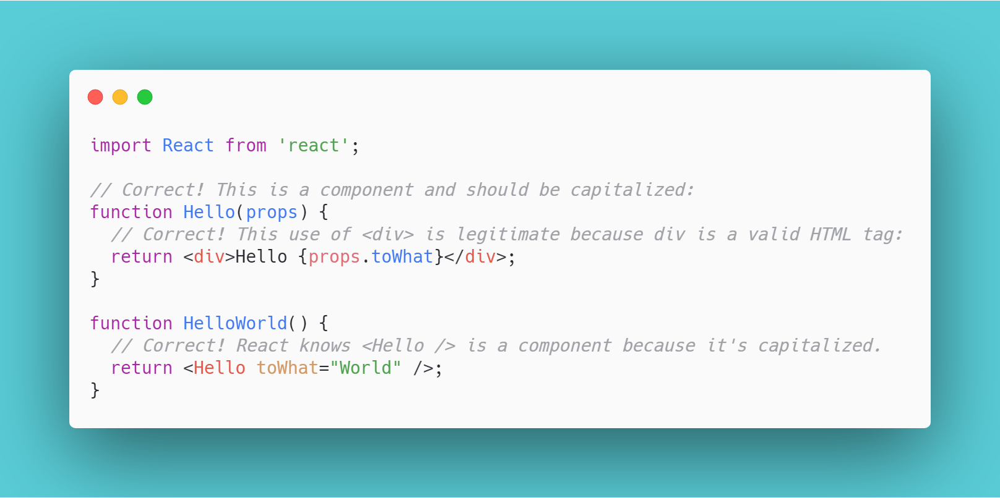 import React from 'react';
// Correct! This is a component and should be capitalized:
function Hello(props) {
  // Correct! This use of <div> is legitimate because div is a valid HTML tag:
  return <div>Hello {props.toWhat}</div>;
}
function HelloWorld() {
  // Correct! React knows <Hello /> is a component because it's capitalized.
  return <Hello toWhat="World" />;
}